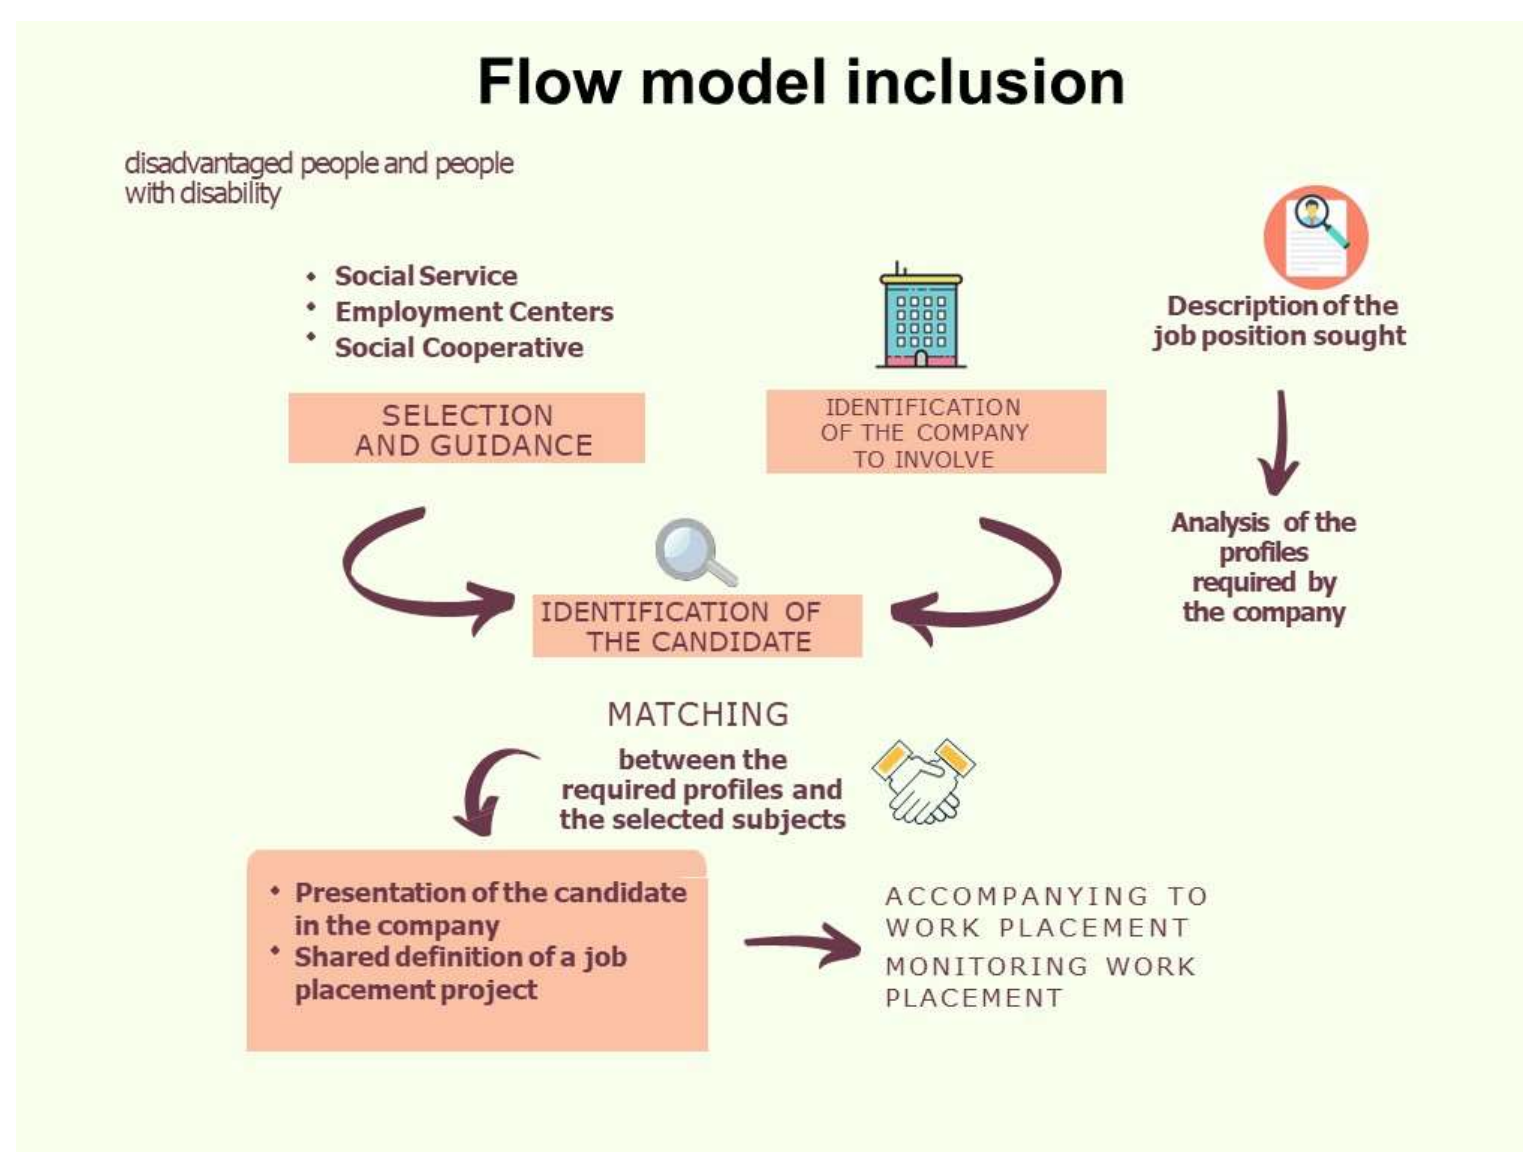 Flow model inclusion
disadvantaged people and people
with disability
• Social Service
• Employment Centers
• Social Cooperative
SELECTION
AND GUIDANCE
IDENTIFICATION
OF THE COMPANY
TO INVOLVE
Description of the
job position sought
Analysis of the
profiles
required by
the company
IDENTIFICATION OF
THE CANDIDATE
MATCHING
between the
required profiles and
the selected subjects
• Presentation of the candidate
in the company
• Shared definition of a job
placement project
ACCOMPANYING TO
WORK PLACEMENT
MONITORING WORK
PLACEMENT